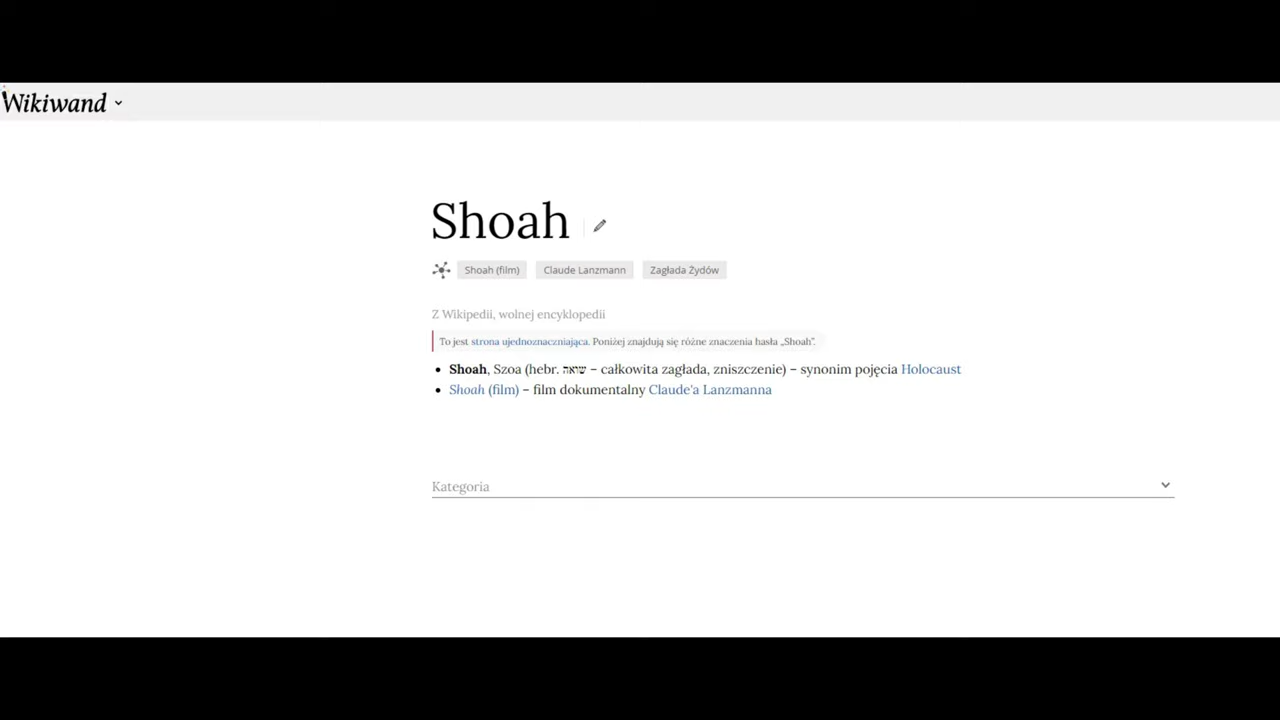 Wikiwand
Shoah
Shoah (film) Claude Lanzmann Zagłada Żydów
Z Wikipedii, wolnej encyklopedii
To jest strona ujednoznaczniająca. Poniżej znajdują się różne znaczenia hasła „Shoah”.
Shoah, Szoa (hebr. שואה – całkowita zagłada, zniszczenie) – synonim pojęcia Holocaust
Shoah (film) – film dokumentalny Claude'a Lanzmanna
Kategoria